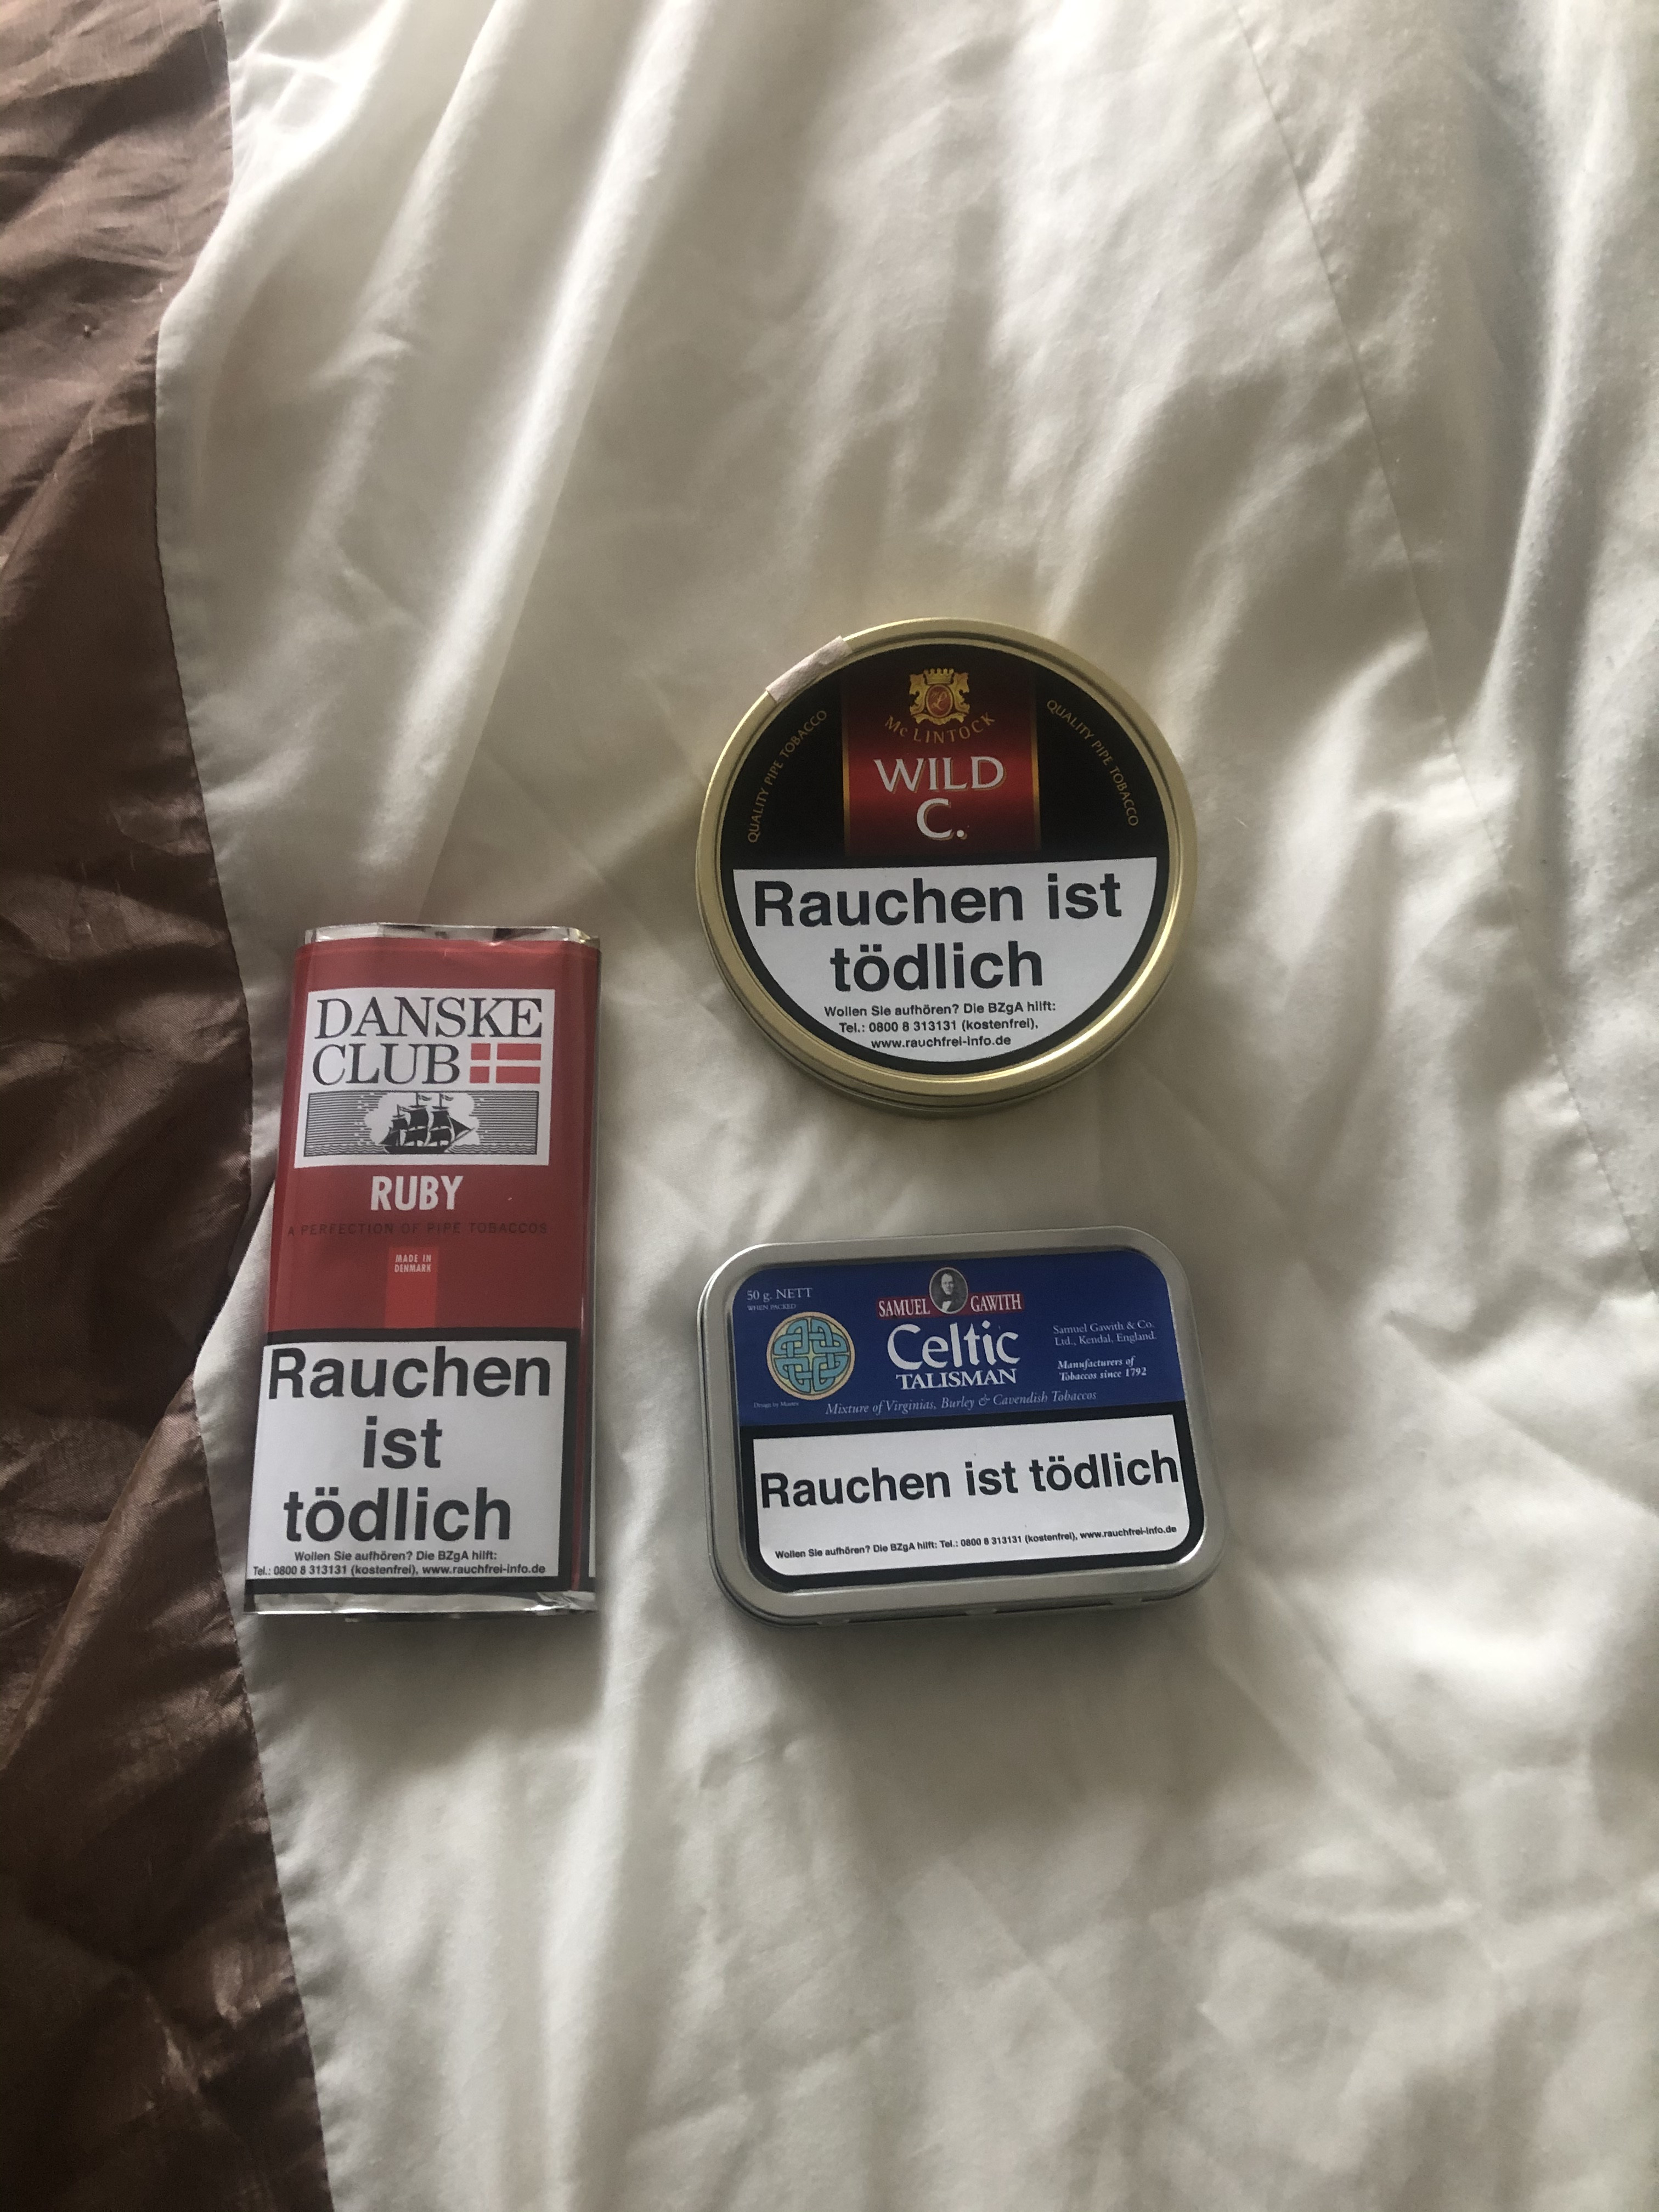 Mc LINTOCK
QUALITY PIPE TOBACCO
QUALITY PIPE TOBACCO
WILD
C.
Rauchen ist
tödlich
Wollen Sie aufhören? Die BZgA hilft:
Tel.: 0800 8 313131 (kostenfrei),
www.rauchfrei-info.de
DANSKE
CLUB
RUBY
A PERFECTION OF PIPE TOBACCOS
MADE IN
DENMARK
Rauchen
ist
tödlich
Wollen Sie aufhören? Die BZgA hilft:
Tel.: 0800 8 313131 (kostenfrei), www.rauchfrei-info.de
50 g. NETT
WHEN PACKED
SAMUEL GAWITH
Celtic
TALISMAN
Samuel Gawith & Co.
Ltd., Kendal, England.
Manufacturers of
Tobaccos since 1792
Design by
Mixture of Virginias, Burley & Cavendish Tobaccos
Rauchen ist tödlich
Wollen Sie aufhören? Die BZgA hilft: Tel.: 0800 8 313131 (kostenfrei), www.rauchfrei-info.de